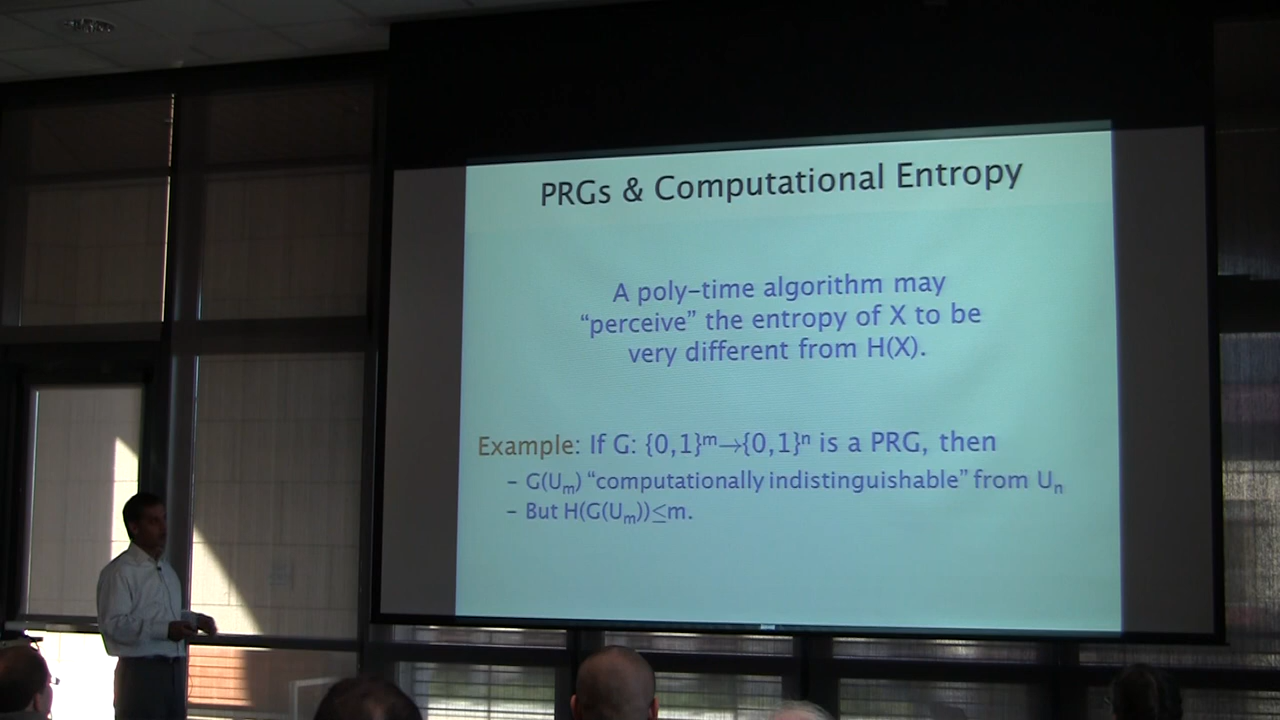 PRGs & Computational Entropy
A poly-time algorithm may
“perceive” the entropy of X to be
very different from H(X).
Example: If G: {0,1}ᵐ→{0,1}ⁿ is a PRG, then
– G(Uₘ) “computationally indistinguishable” from Uₙ
– But H(G(Uₘ))≤m.